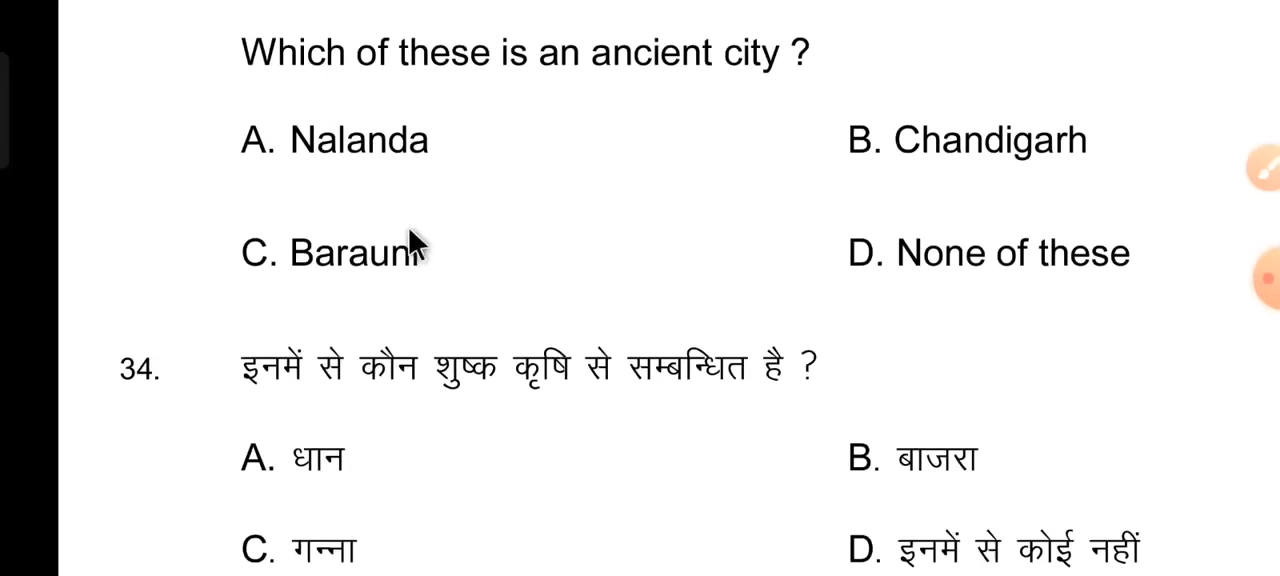 Which of these is an ancient city ?
A. Nalanda B. Chandigarh
C. Barauni D. None of these
34. इनमें से कौन शुष्क कृषि से सम्बन्धित है ?
A. धान B. बाजरा
C. गन्ना D. इनमें से कोई नहीं